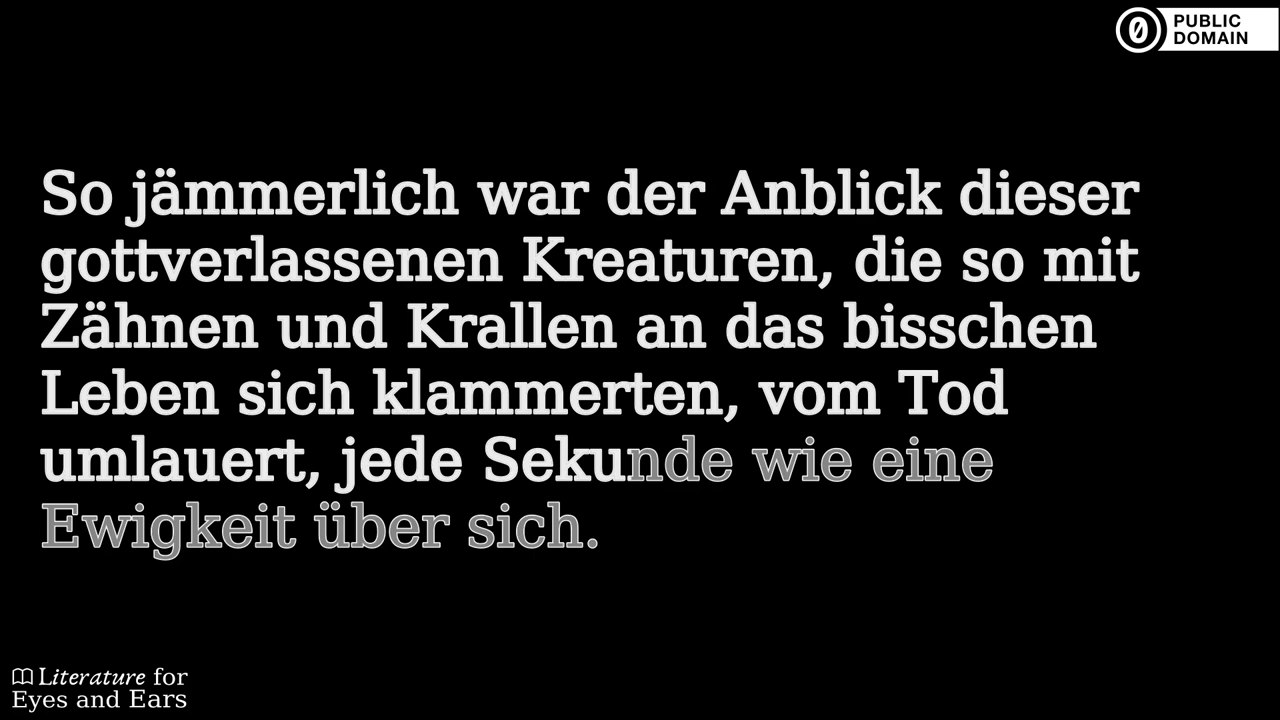 PUBLIC
DOMAIN
So jämmerlich war der Anblick dieser
gottverlassenen Kreaturen, die so mit
Zähnen und Krallen an das bisschen
Leben sich klammerten, vom Tod
umlauert, jede Sekunde wie eine
Ewigkeit über sich.
Literature for
Eyes and Ears